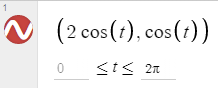 1
(2 cos(t), cos(t))
0 ≤ t ≤ 2π